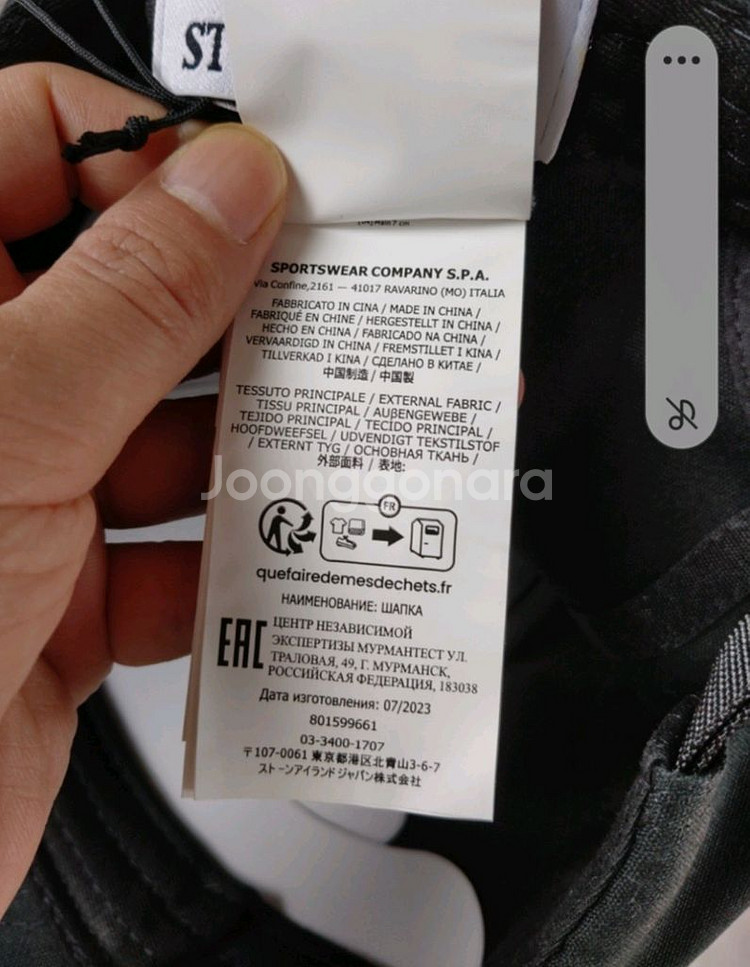 ST
SPORTSWEAR COMPANY S.P.A.
Via Confine,2161 — 41017 RAVARINO (MO) ITALIA
FABBRICATO IN CINA / MADE IN CHINA /
FABRIQUÉ EN CHINE / HERGESTELLT IN CHINA /
HECHO EN CHINA / FABRICADO NA CHINA /
VERVAARDIGD IN CHINA / FREMSTILLET I KINA /
TILLVERKAD I KINA / СДЕЛАНО В КИТАЕ /
中国制造 / 中国製
TESSUTO PRINCIPALE / EXTERNAL FABRIC /
TISSU PRINCIPAL / AUßENGEWEBE /
TEJIDO PRINCIPAL / TECIDO PRINCIPAL /
HOOFDWEEFSEL / UDVENDIGT TEKSTILSTOF
/ EXTERNT TYG / ОСНОВНАЯ ТКАНЬ /
外部面料 / 表地:
Joonggonara
FR
quefairedemesdechets.fr
НАИМЕНОВАНИЕ: ШАПКА
EAC
ЦЕНТР НЕЗАВИСИМОЙ
ЭКСПЕРТИЗЫ МУРМАНТЕСТ УЛ.
ТРАЛОВАЯ, 49, Г. МУРМАНСК,
РОССИЙСКАЯ ФЕДЕРАЦИЯ, 183038
Дата изготовления: 07/2023
801599661
03-3400-1707
〒107-0061 東京都港区北青山3-6-7
ストーンアイランド ジャパン株式会社